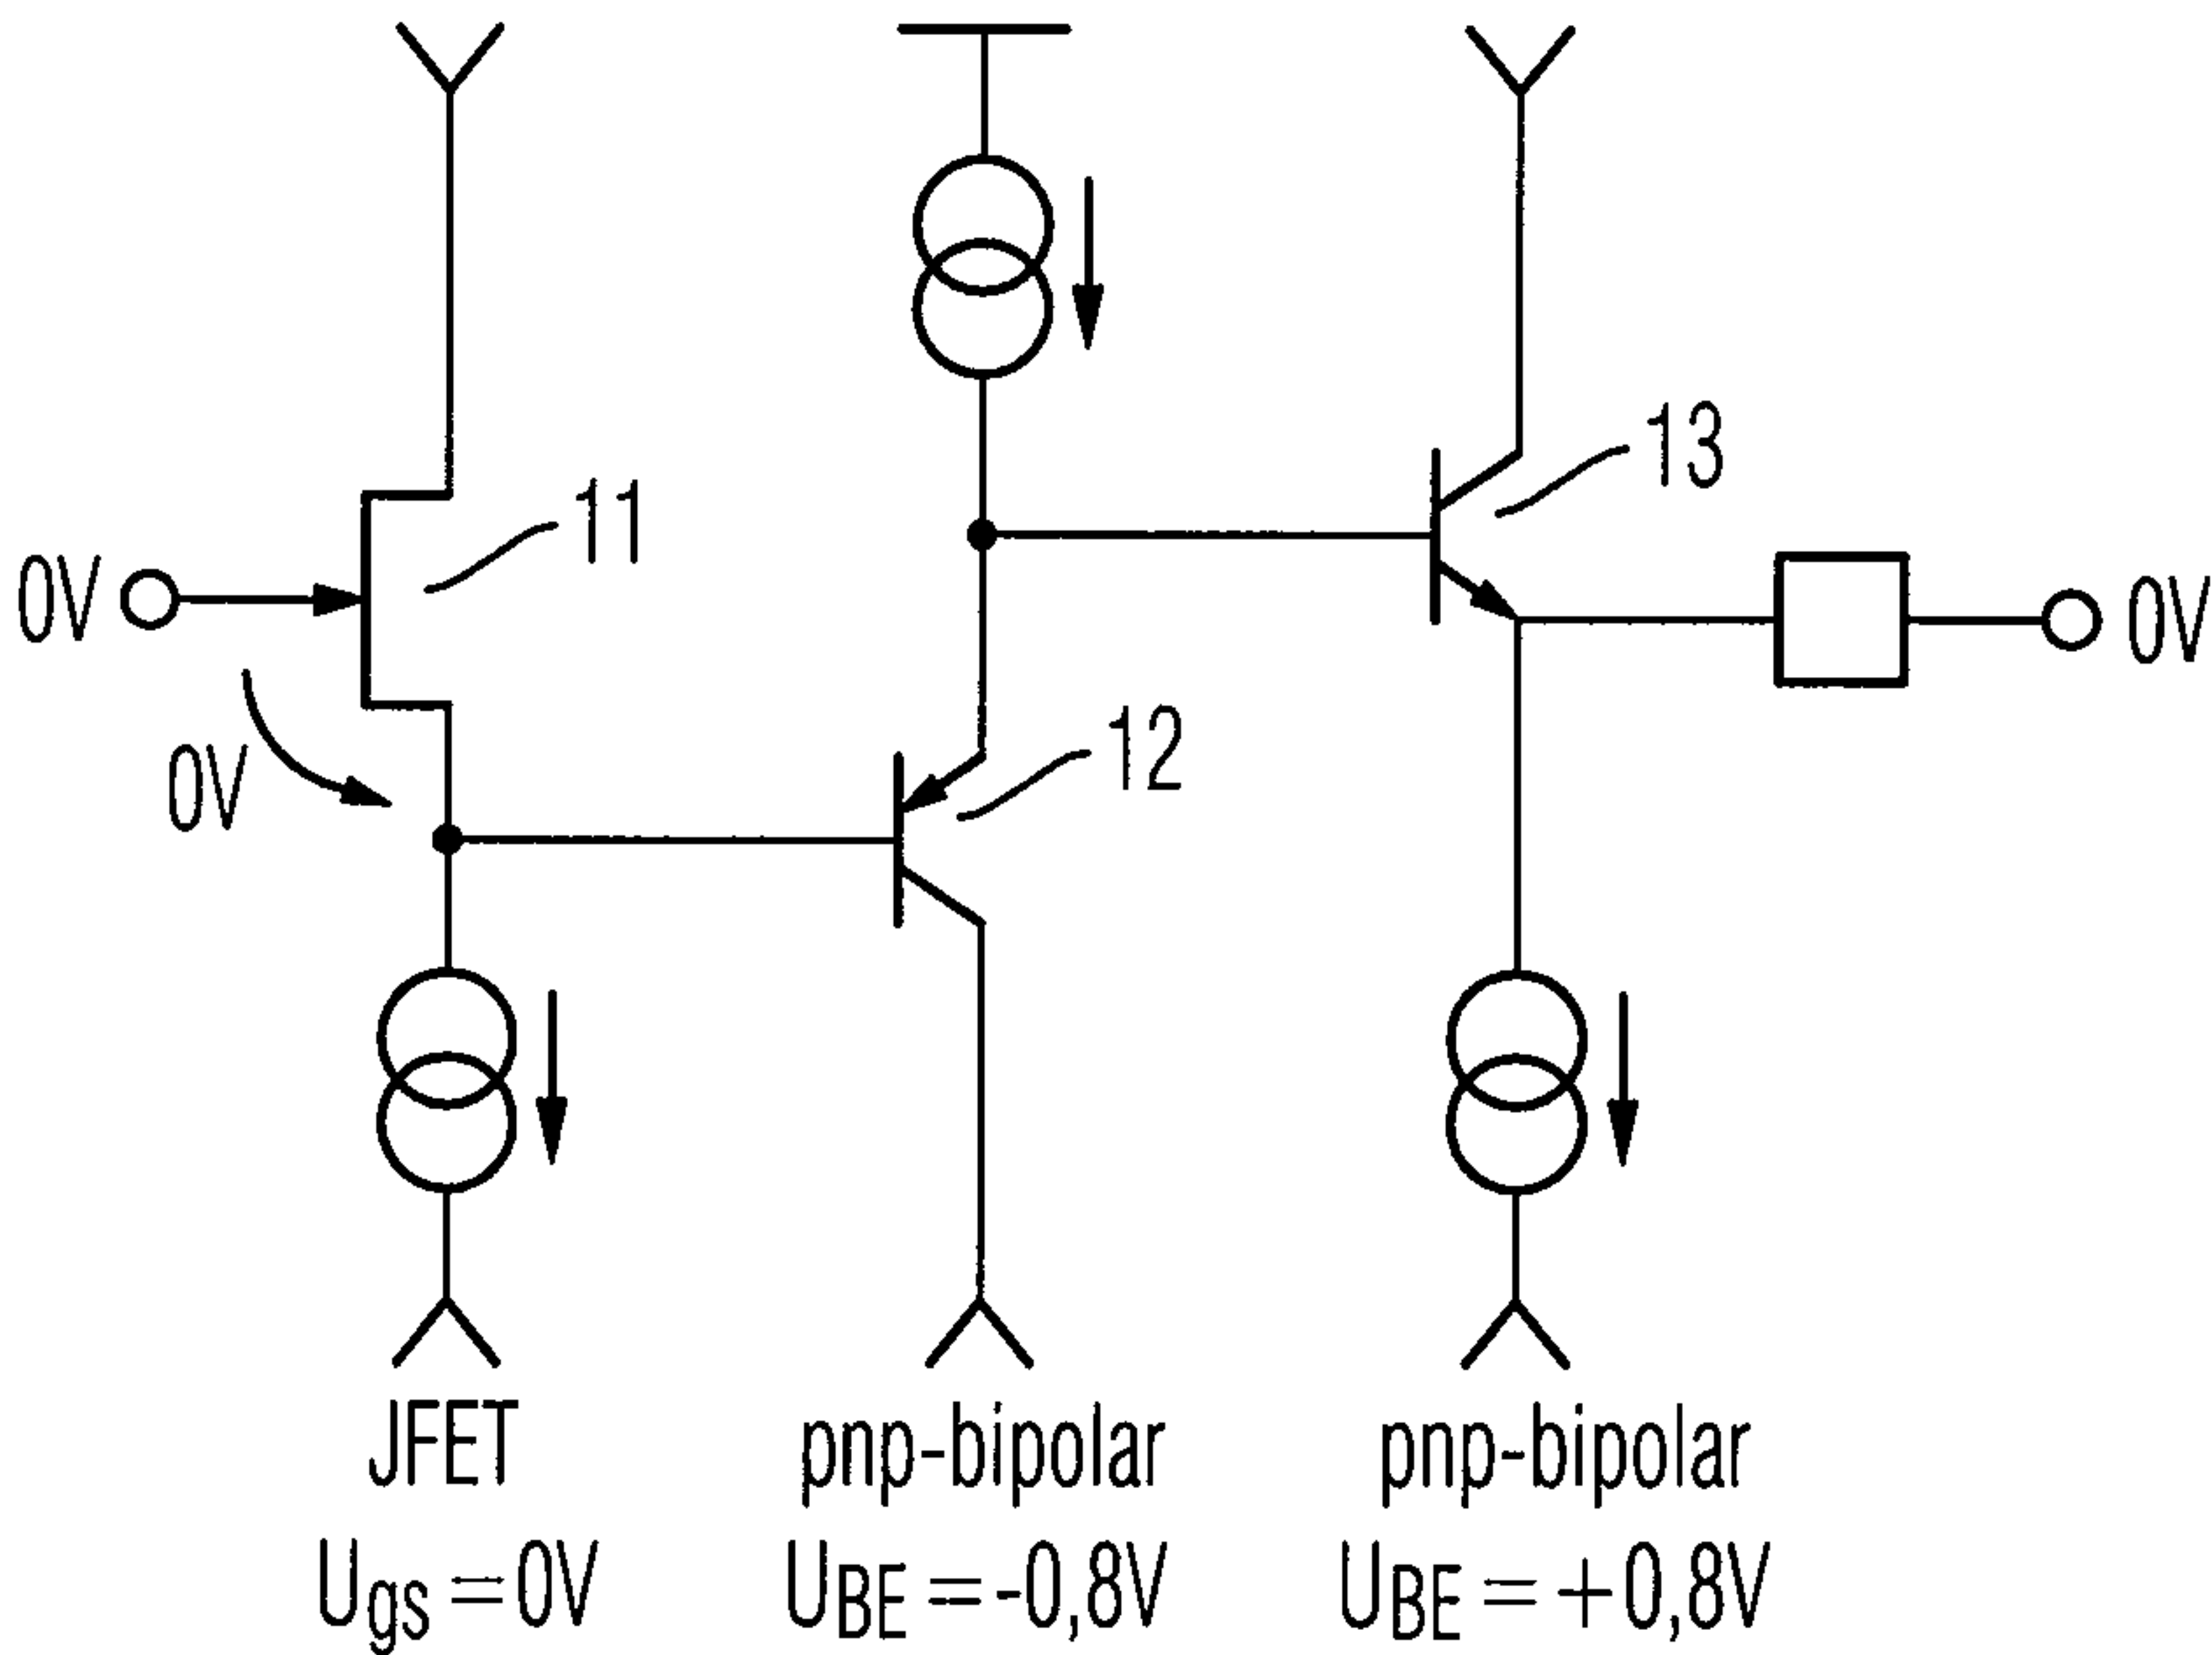 13
11
0V
0V
12
0V
JFET
pnp-bipolar
pnp-bipolar
Ugs = 0V
UBE = -0,8V
UBE = +0,8V